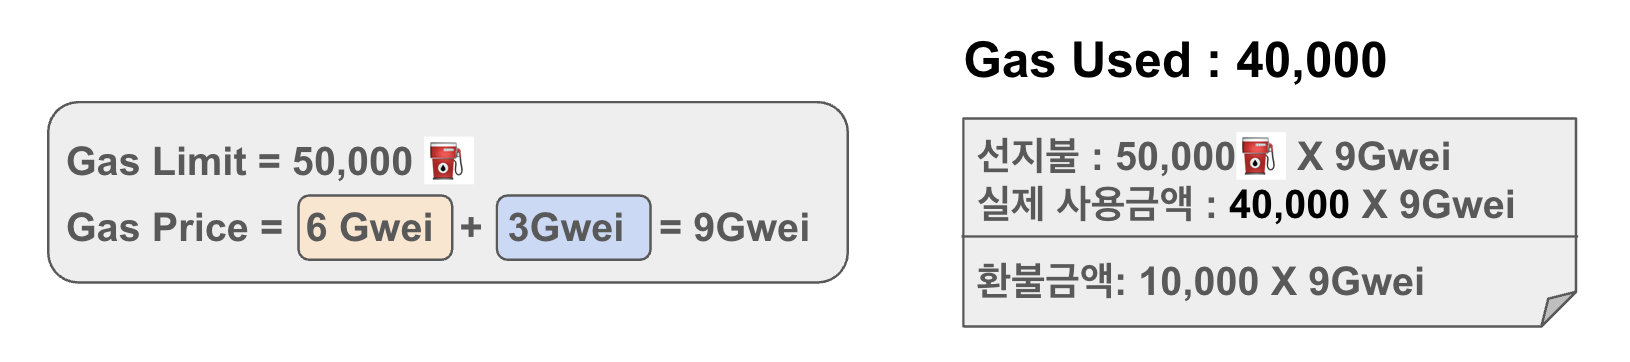 Gas Limit = 50,000
Gas Price = 6 Gwei + 3Gwei = 9Gwei
Gas Used : 40,000
선지불 : 50,000 X 9Gwei
실제 사용금액 : 40,000 X 9Gwei
환불금액: 10,000 X 9Gwei